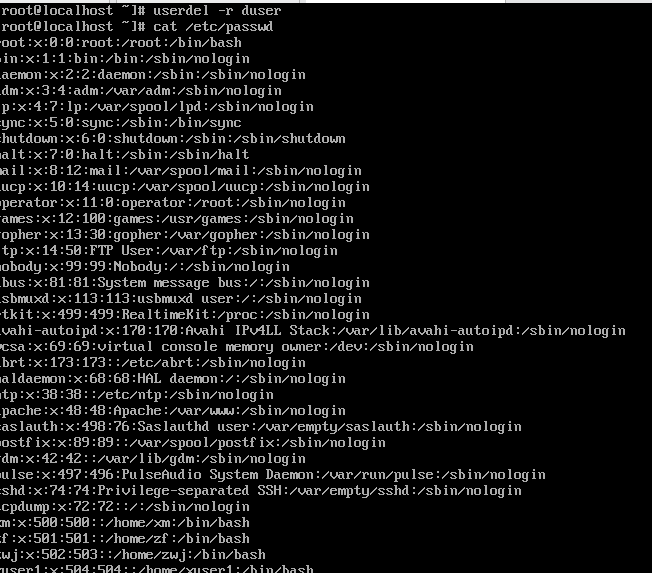 [root@localhost ~]# userdel -r duser
[root@localhost ~]# cat /etc/passwd
root:x:0:0:root:/root:/bin/bash
bin:x:1:1:bin:/bin:/sbin/nologin
daemon:x:2:2:daemon:/sbin:/sbin/nologin
adm:x:3:4:adm:/var/adm:/sbin/nologin
lp:x:4:7:lp:/var/spool/lpd:/sbin/nologin
sync:x:5:0:sync:/sbin:/bin/sync
shutdown:x:6:0:shutdown:/sbin:/sbin/shutdown
halt:x:7:0:halt:/sbin:/sbin/halt
mail:x:8:12:mail:/var/spool/mail:/sbin/nologin
uucp:x:10:14:uucp:/var/spool/uucp:/sbin/nologin
operator:x:11:0:operator:/root:/sbin/nologin
games:x:12:100:games:/usr/games:/sbin/nologin
gopher:x:13:30:gopher:/var/gopher:/sbin/nologin
ftp:x:14:50:FTP User:/var/ftp:/sbin/nologin
nobody:x:99:99:Nobody:/:/sbin/nologin
dbus:x:81:81:System message bus:/:/sbin/nologin
usbmuxd:x:113:113:usbmuxd user:/:/sbin/nologin
rtkit:x:499:499:RealtimeKit:/proc:/sbin/nologin
avahi-autoipd:x:170:170:Avahi IPv4LL Stack:/var/lib/avahi-autoipd:/sbin/nologin
vcsa:x:69:69:virtual console memory owner:/dev:/sbin/nologin
abrt:x:173:173::/etc/abrt:/sbin/nologin
haldaemon:x:68:68:HAL daemon:/:/sbin/nologin
ntp:x:38:38::/etc/ntp:/sbin/nologin
apache:x:48:48:Apache:/var/www:/sbin/nologin
saslauth:x:498:76:Saslauthd user:/var/empty/saslauth:/sbin/nologin
postfix:x:89:89::/var/spool/postfix:/sbin/nologin
gdm:x:42:42::/var/lib/gdm:/sbin/nologin
pulse:x:497:496:PulseAudio System Daemon:/var/run/pulse:/sbin/nologin
sshd:x:74:74:Privilege-separated SSH:/var/empty/sshd:/sbin/nologin
tcpdump:x:72:72::/:/sbin/nologin
xm:x:500:500::/home/xm:/bin/bash
zf:x:501:501::/home/zf:/bin/bash
zwj:x:502:503::/home/zwj:/bin/bash
xuser1:x:504:504::/home/xuser1:/bin/bash